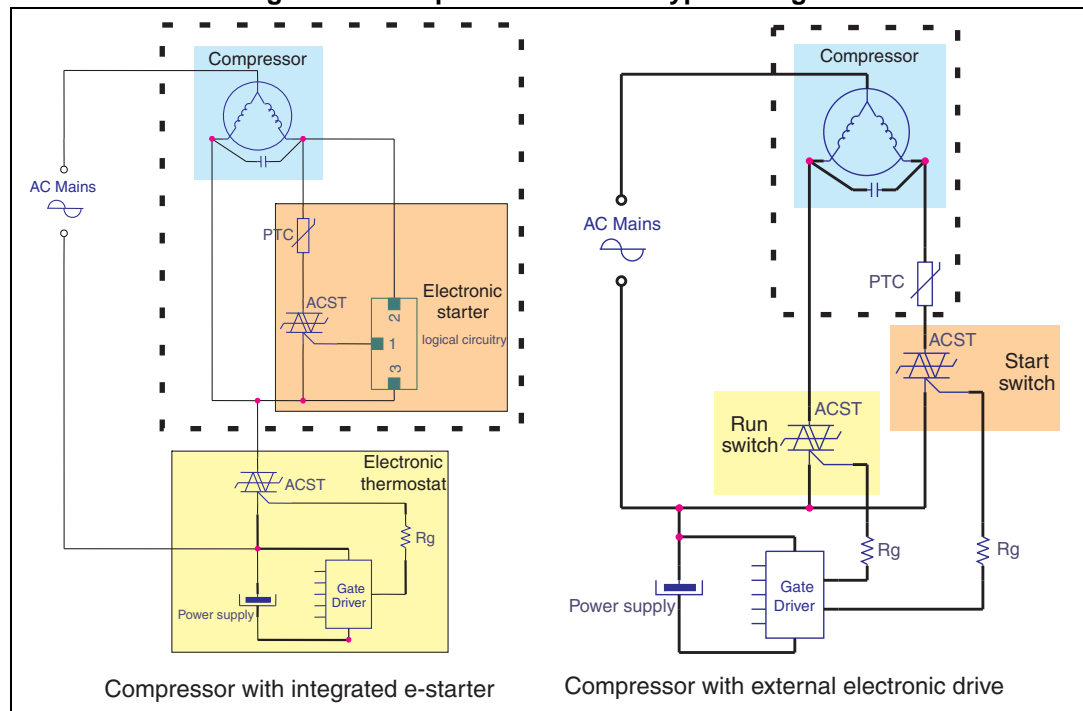 Compressor
AC Mains
PTC
ACST
Electronic
starter
logical circuitry
2
1
3
Electronic
thermostat
ACST
Rg
Gate
Driver
Power supply
Compressor with integrated e-starter
Compressor
AC Mains
PTC
ACST
Start
switch
ACST
Run
switch
Rg
Rg
Gate
Driver
Power supply
Compressor with external electronic drive